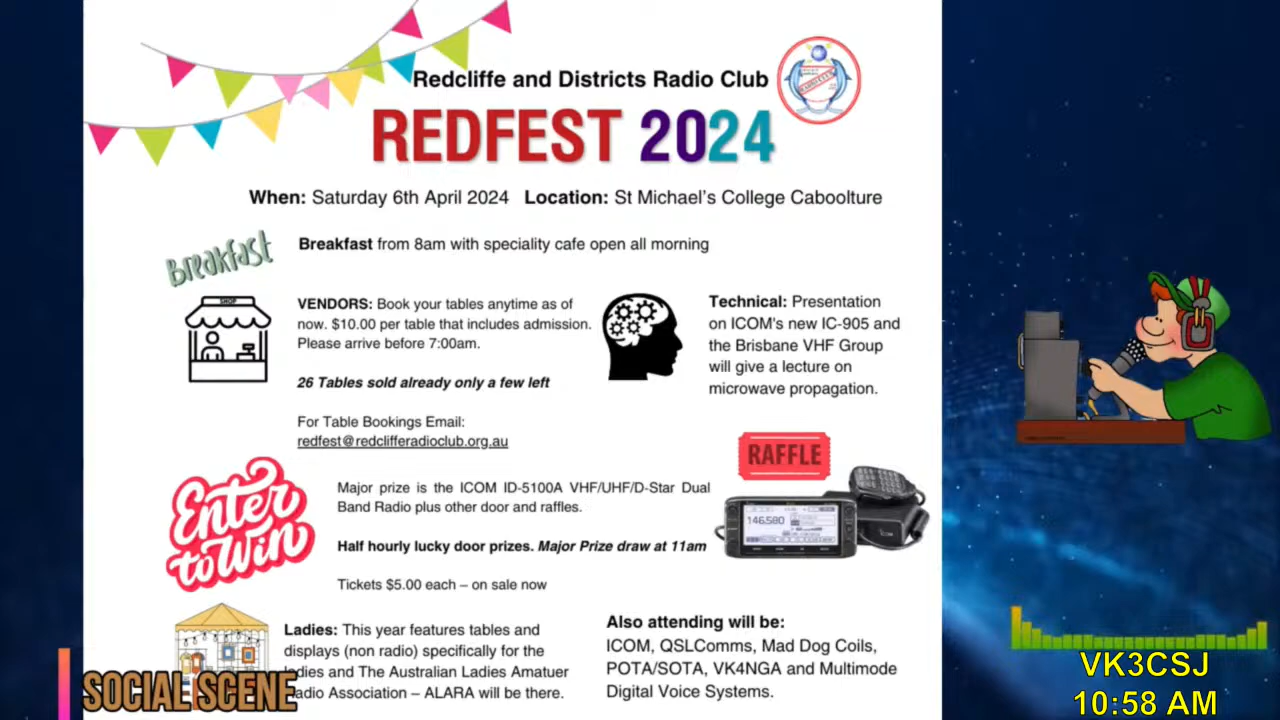 Redcliffe and Districts Radio Club
REDFEST 2024
When: Saturday 6th April 2024 Location: St Michael's College Caboolture
Breakfast
Breakfast from 8am with speciality cafe open all morning
SHOP
VENDORS: Book your tables anytime as of
now. $10.00 per table that includes admission.
Please arrive before 7:00am.
26 Tables sold already only a few left
For Table Bookings Email:
redfest@redclifferadioclub.org.au
Technical: Presentation
on ICOM's new IC-905 and
the Brisbane VHF Group
will give a lecture on
microwave propagation.
RAFFLE
146.580
Enter
to Win
Major prize is the ICOM ID-5100A VHF/UHF/D-Star Dual
Band Radio plus other door and raffles.
Half hourly lucky door prizes. Major Prize draw at 11am
Tickets $5.00 each – on sale now
Ladies: This year features tables and
displays (non radio) specifically for the
ladies and The Australian Ladies Amatuer
Radio Association – ALARA will be there.
Also attending will be:
ICOM, QSLComms, Mad Dog Coils,
POTA/SOTA, VK4NGA and Multimode
Digital Voice Systems.
SOCIAL SCENE
VK3CSJ
10:58 AM